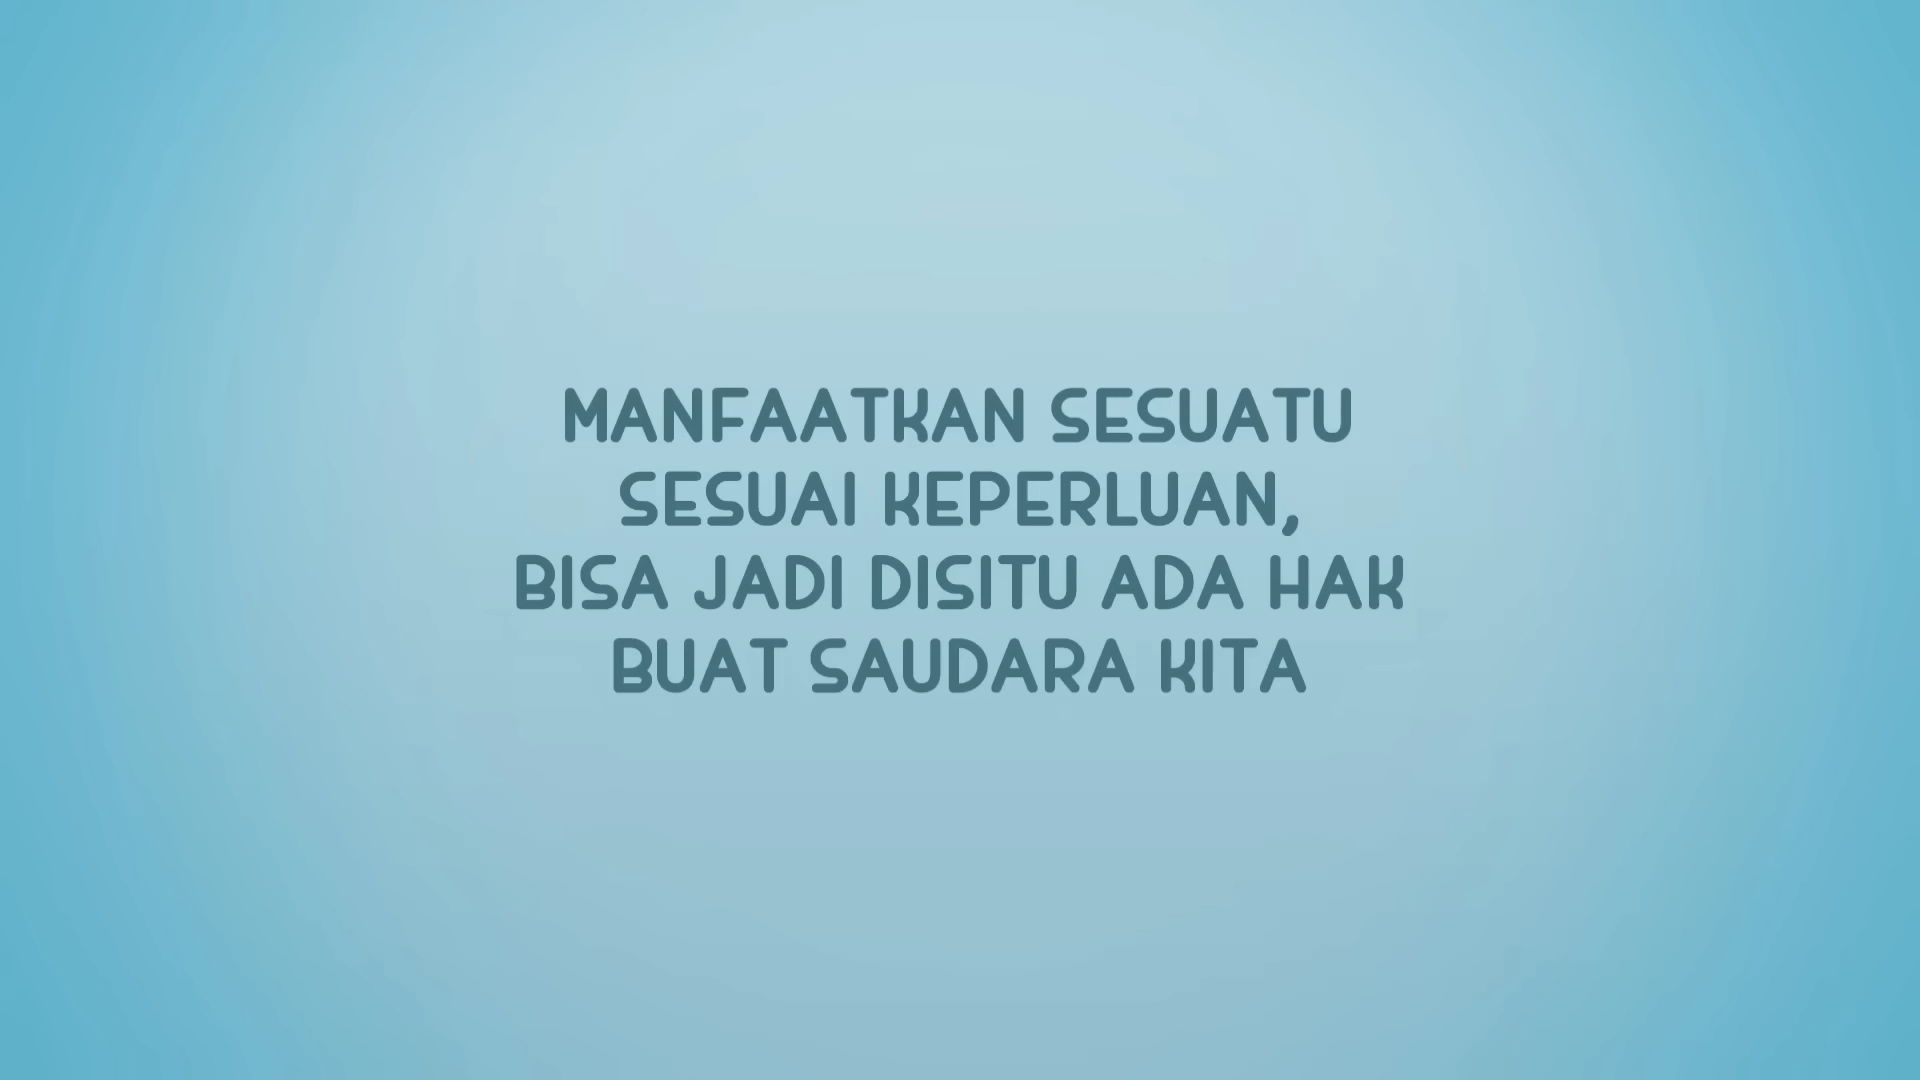 MANFAATKAN SESUATU
SESUAI KEPERLUAN,
BISA JADI DISITU ADA HAK
BUAT SAUDARA KITA